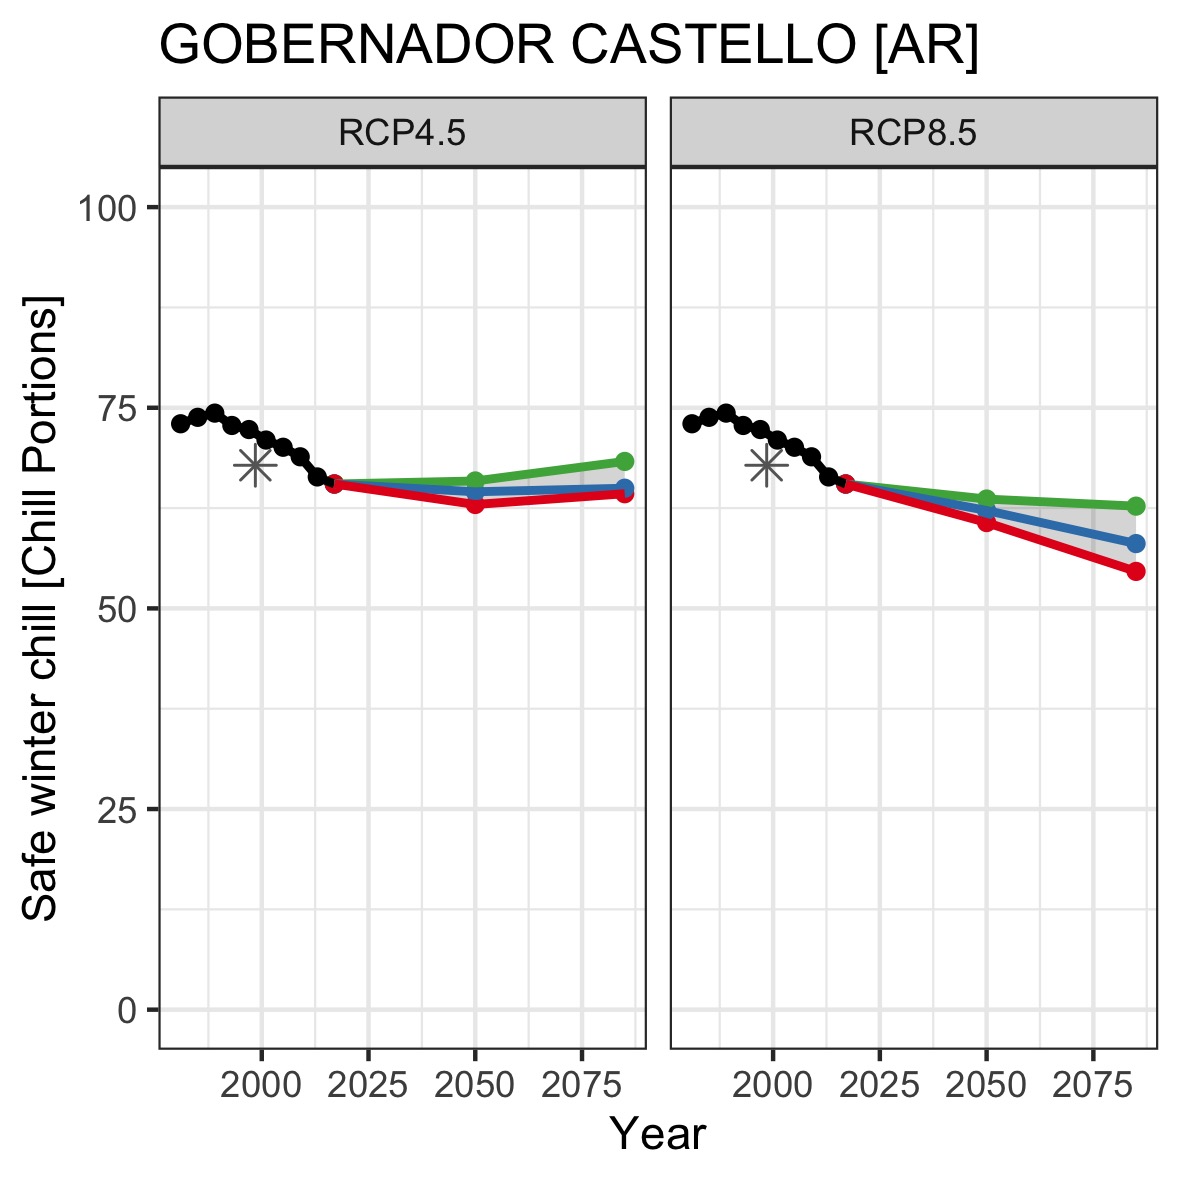 GOBERNADOR CASTELLO [AR]
RCP4.5 RCP8.5
Safe winter chill [Chill Portions]
100
75
50
25
0
2000 2025 2050 2075 2000 2025 2050 2075
Year